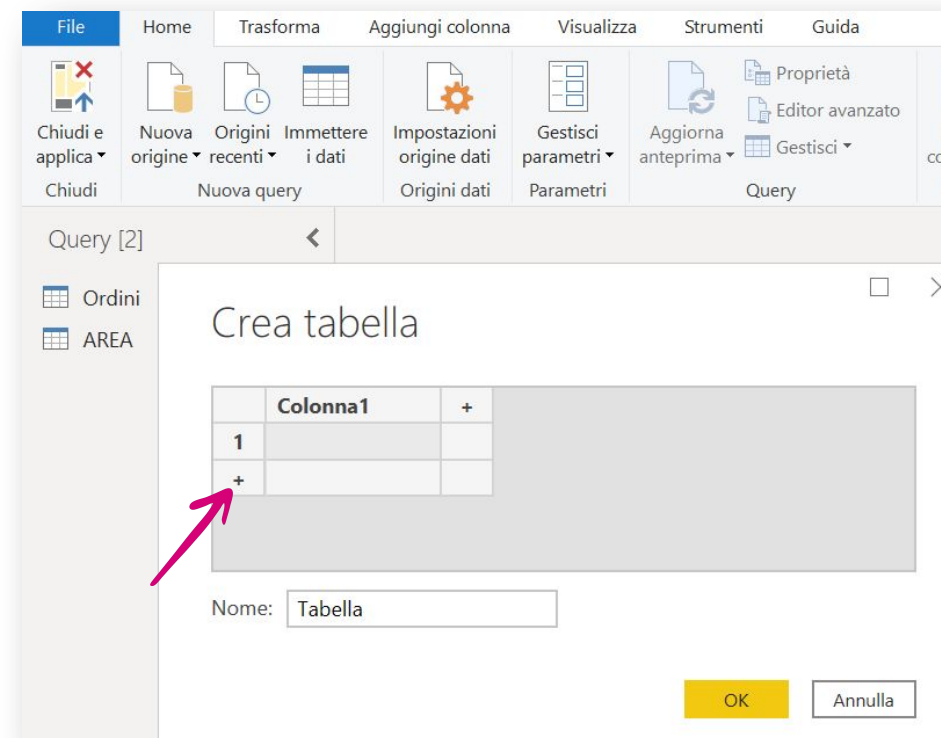 File Home Trasforma Aggiungi colonna Visualizza Strumenti Guida
Chiudi e applica
Nuova origine
Origini recenti
Immettere i dati
Impostazioni origine dati
Gestisci parametri
Aggiorna anteprima
Proprietà
Editor avanzato
Gestisci
Chiudi Nuova query Origini dati Parametri Query
Query [2]
Ordini
AREA
Crea tabella
Colonna1 +
1
+
Nome: Tabella
OK Annulla